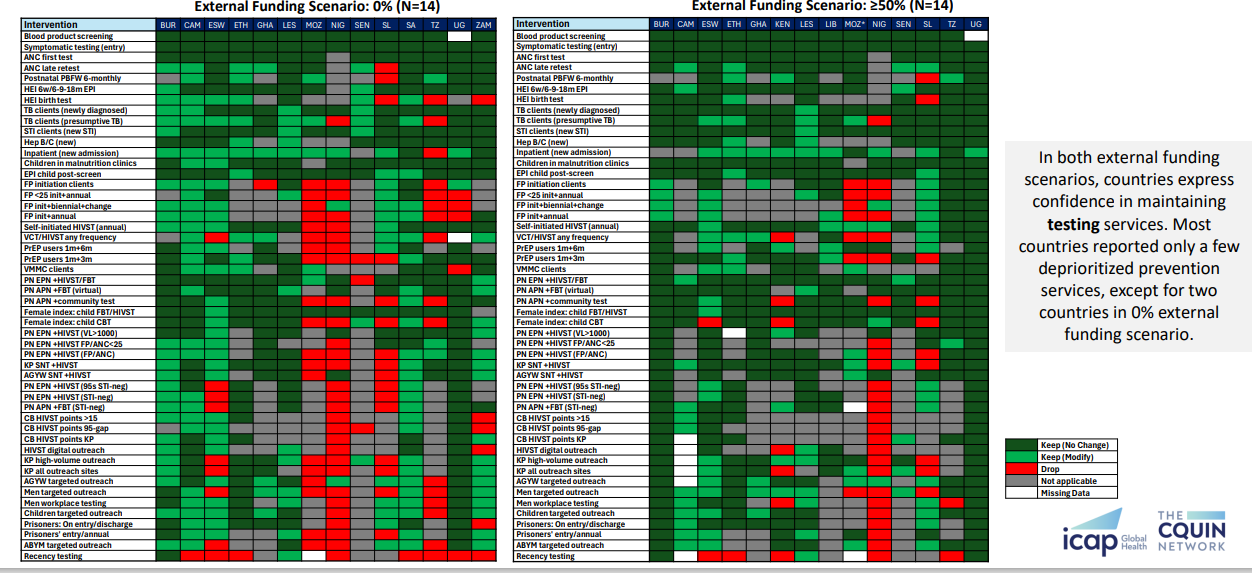 External Funding Scenario: 0% (N=14)
Intervention BUR CAM ESW ETH GHA LES MOZ NIG SEN SL SA TZ UG ZAM
Blood product screening
Symptomatic testing (entry)
ANC first test
ANC late retest
Postnatal PBFW 6-monthly
HEI 6w/6-9-18m EPI
HEI birth test
TB clients (newly diagnosed)
TB clients (presumptive TB)
STI clients (new STI)
Hep B/C (new)
Inpatient (new admission)
Children in malnutrition clinics
EPI child post-screen
FP initiation clients
FP <25 init+annual
FP init+biennial+change
FP init+annual
Self-initiated HIVST (annual)
VCT/HIVST any frequency
PrEP users 1m+6m
PrEP users 1m+3m
VMMC clients
PN EPN +HIVST/FBT
PN APN +FBT (virtual)
PN APN +community test
Female index: child FBT/HIVST
Female index: child CBT
PN EPN +HIVST (VL>1000)
PN EPN +HIVST FP/ANC<25
PN EPN +HIVST (FP/ANC)
KP SNT +HIVST
AGYW SNT +HIVST
PN EPN +HIVST (95s STI-neg)
PN EPN +HIVST (STI-neg)
PN APN +FBT (STI-neg)
CB HIVST points >15
CB HIVST points 95-gap
CB HIVST points KP
HIVST digital outreach
KP high-volume outreach
KP all outreach sites
AGYW targeted outreach
Men targeted outreach
Men workplace testing
Children targeted outreach
Prisoners: On entry/discharge
Prisoners' entry/annual
ABYM targeted outreach
Recency testing
External Funding Scenario: ≥50% (N=14)
Intervention BUR CAM ESW ETH GHA KEN LES LIB MOZ* NIG SEN SL TZ UG
Blood product screening
Symptomatic testing (entry)
ANC first test
ANC late retest
Postnatal PBFW 6-monthly
HEI 6w/6-9-18m EPI
HEI birth test
TB clients (newly diagnosed)
TB clients (presumptive TB)
STI clients (new STI)
Hep B/C (new)
Inpatient (new admission)
Children in malnutrition clinics
EPI child post-screen
FP initiation clients
FP <25 init+annual
FP init+biennial+change
FP init+annual
Self-initiated HIVST (annual)
VCT/HIVST any frequency
PrEP users 1m+6m
PrEP users 1m+3m
VMMC clients
PN EPN +HIVST/FBT
PN APN +FBT (virtual)
PN APN +community test
Female index: child FBT/HIVST
Female index: child CBT
PN EPN +HIVST (VL>1000)
PN EPN +HIVST FP/ANC<25
PN EPN +HIVST (FP/ANC)
KP SNT +HIVST
AGYW SNT +HIVST
PN EPN +HIVST (95s STI-neg)
PN EPN +HIVST (STI-neg)
PN APN +FBT (STI-neg)
CB HIVST points >15
CB HIVST points 95-gap
CB HIVST points KP
HIVST digital outreach
KP high-volume outreach
KP all outreach sites
AGYW targeted outreach
Men targeted outreach
Men workplace testing
Children targeted outreach
Prisoners: On entry/discharge
Prisoners' entry/annual
ABYM targeted outreach
Recency testing
In both external funding
scenarios, countries express
confidence in maintaining
testing services. Most
countries reported only a few
deprioritized prevention
services, except for two
countries in 0% external
funding scenario.
Keep (No Change)
Keep (Modify)
Drop
Not applicable
Missing Data
icap Global Health
THE
CQUIN
NETWORK